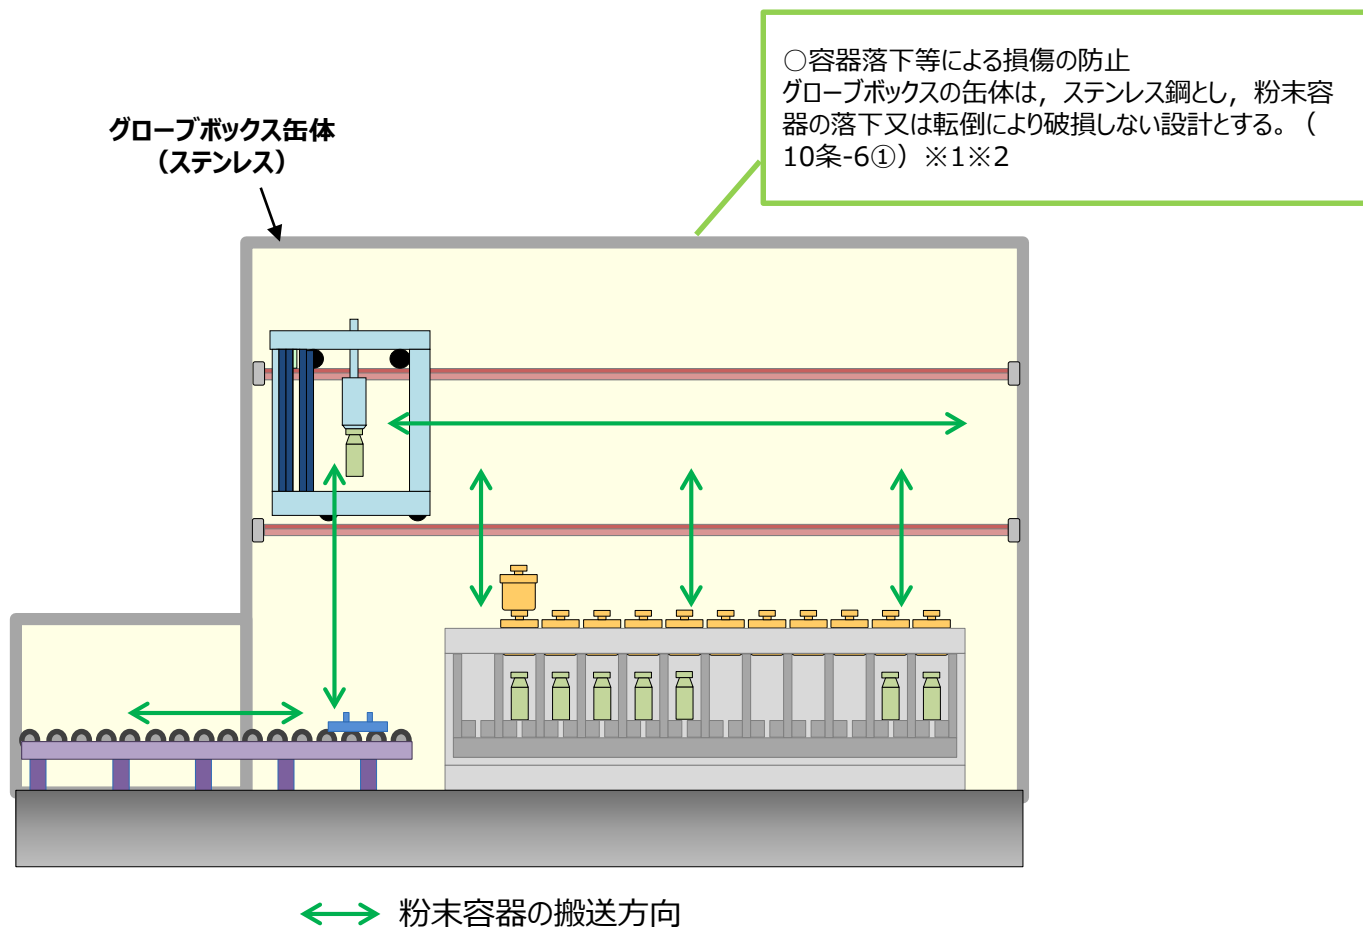 ○容器落下等による損傷の防止
グローブボックスの缶体は，ステンレス鋼とし，粉末容
器の落下又は転倒により破損しない設計とする。（
10条-6①）※1※2
グローブボックス缶体
（ステンレス）
粉末容器の搬送方向